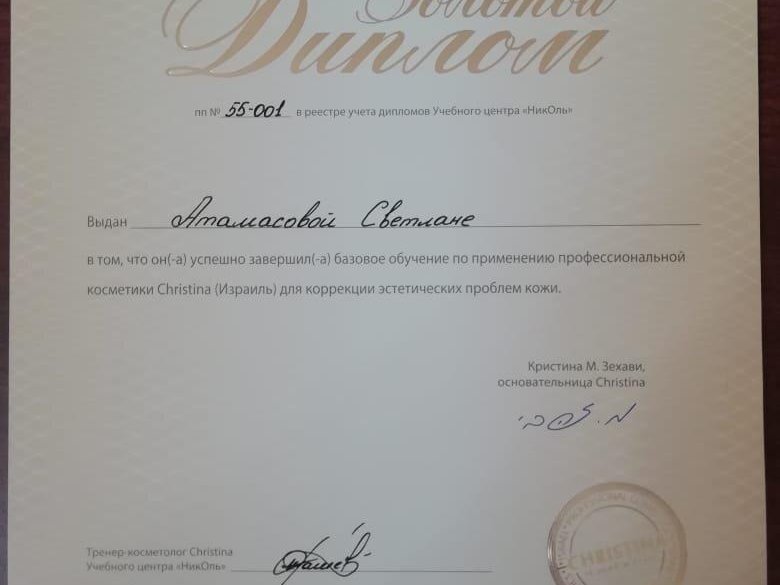 Золотой
Диплом
пп № 55-001 в реестре учета дипломов Учебного центра «НикОль»
Выдан Атамасовой Светлане
в том, что он(-а) успешно завершил(-а) базовое обучение по применению профессиональной
косметики Christina (Израиль) для коррекции эстетических проблем кожи.
Кристина М. Зехави,
основательница Christina
Тренер-косметолог Christina
Учебного центра «НикОль»
CHRISTINA